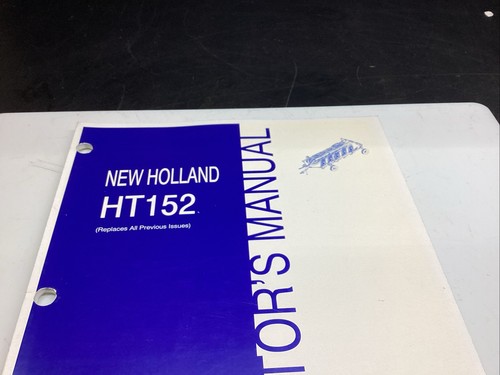 NEW HOLLAND
HT152
(Replaces All Previous Issues)
TOR'S MANUAL